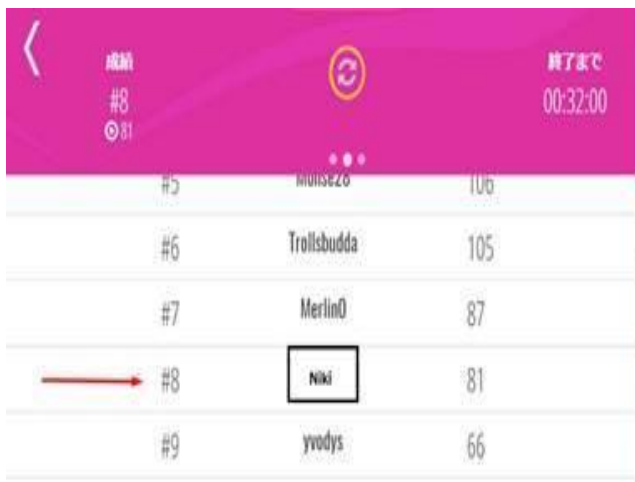 成績
終了まで
#8
00:32:00
81
#5 106
#6 Trollsbudda 105
#7 Merlin0 87
#8 Niki 81
#9 yvodys 66